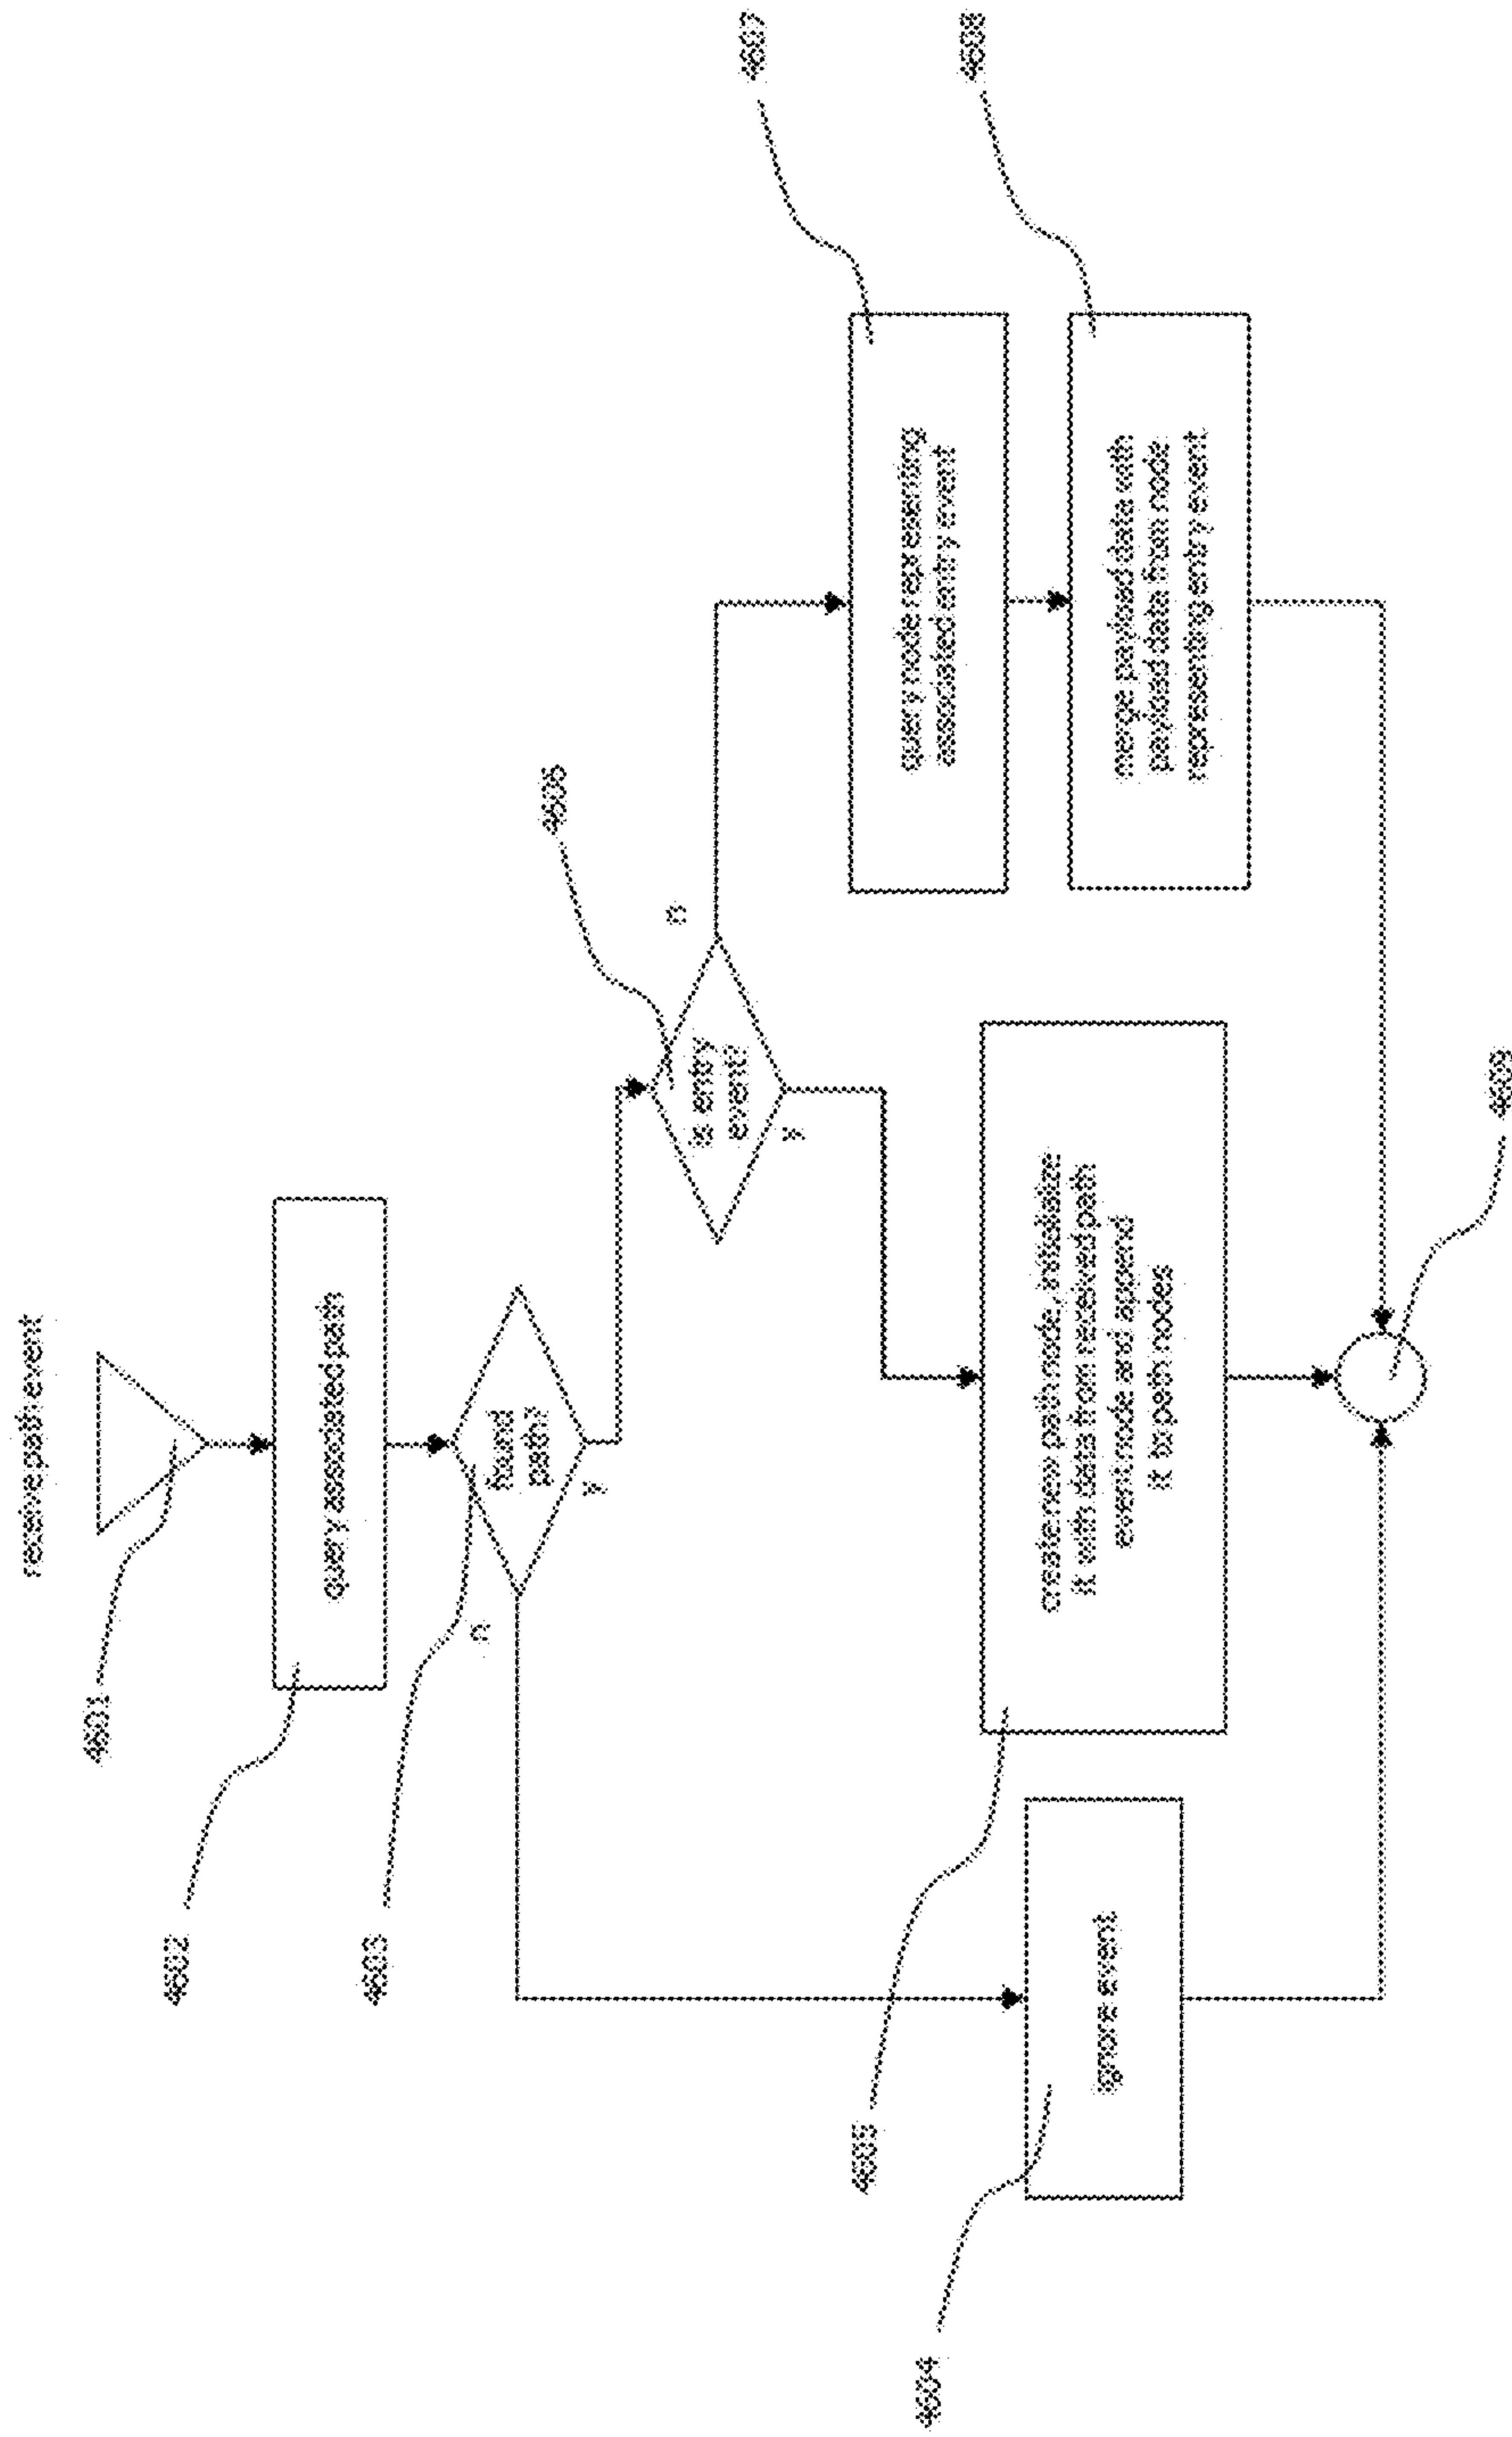 receive path event
4601
query associated path
4602
found
path?
4603
n
y
is entry
event?
4606
n
y
ignore event
4604
create new path node, initialize
it with data from received path
event node and append
it to path nodes
4605
query node representing
associated entry event
4607
merge payload data with
payload data from node
representing entry event
4608
4609